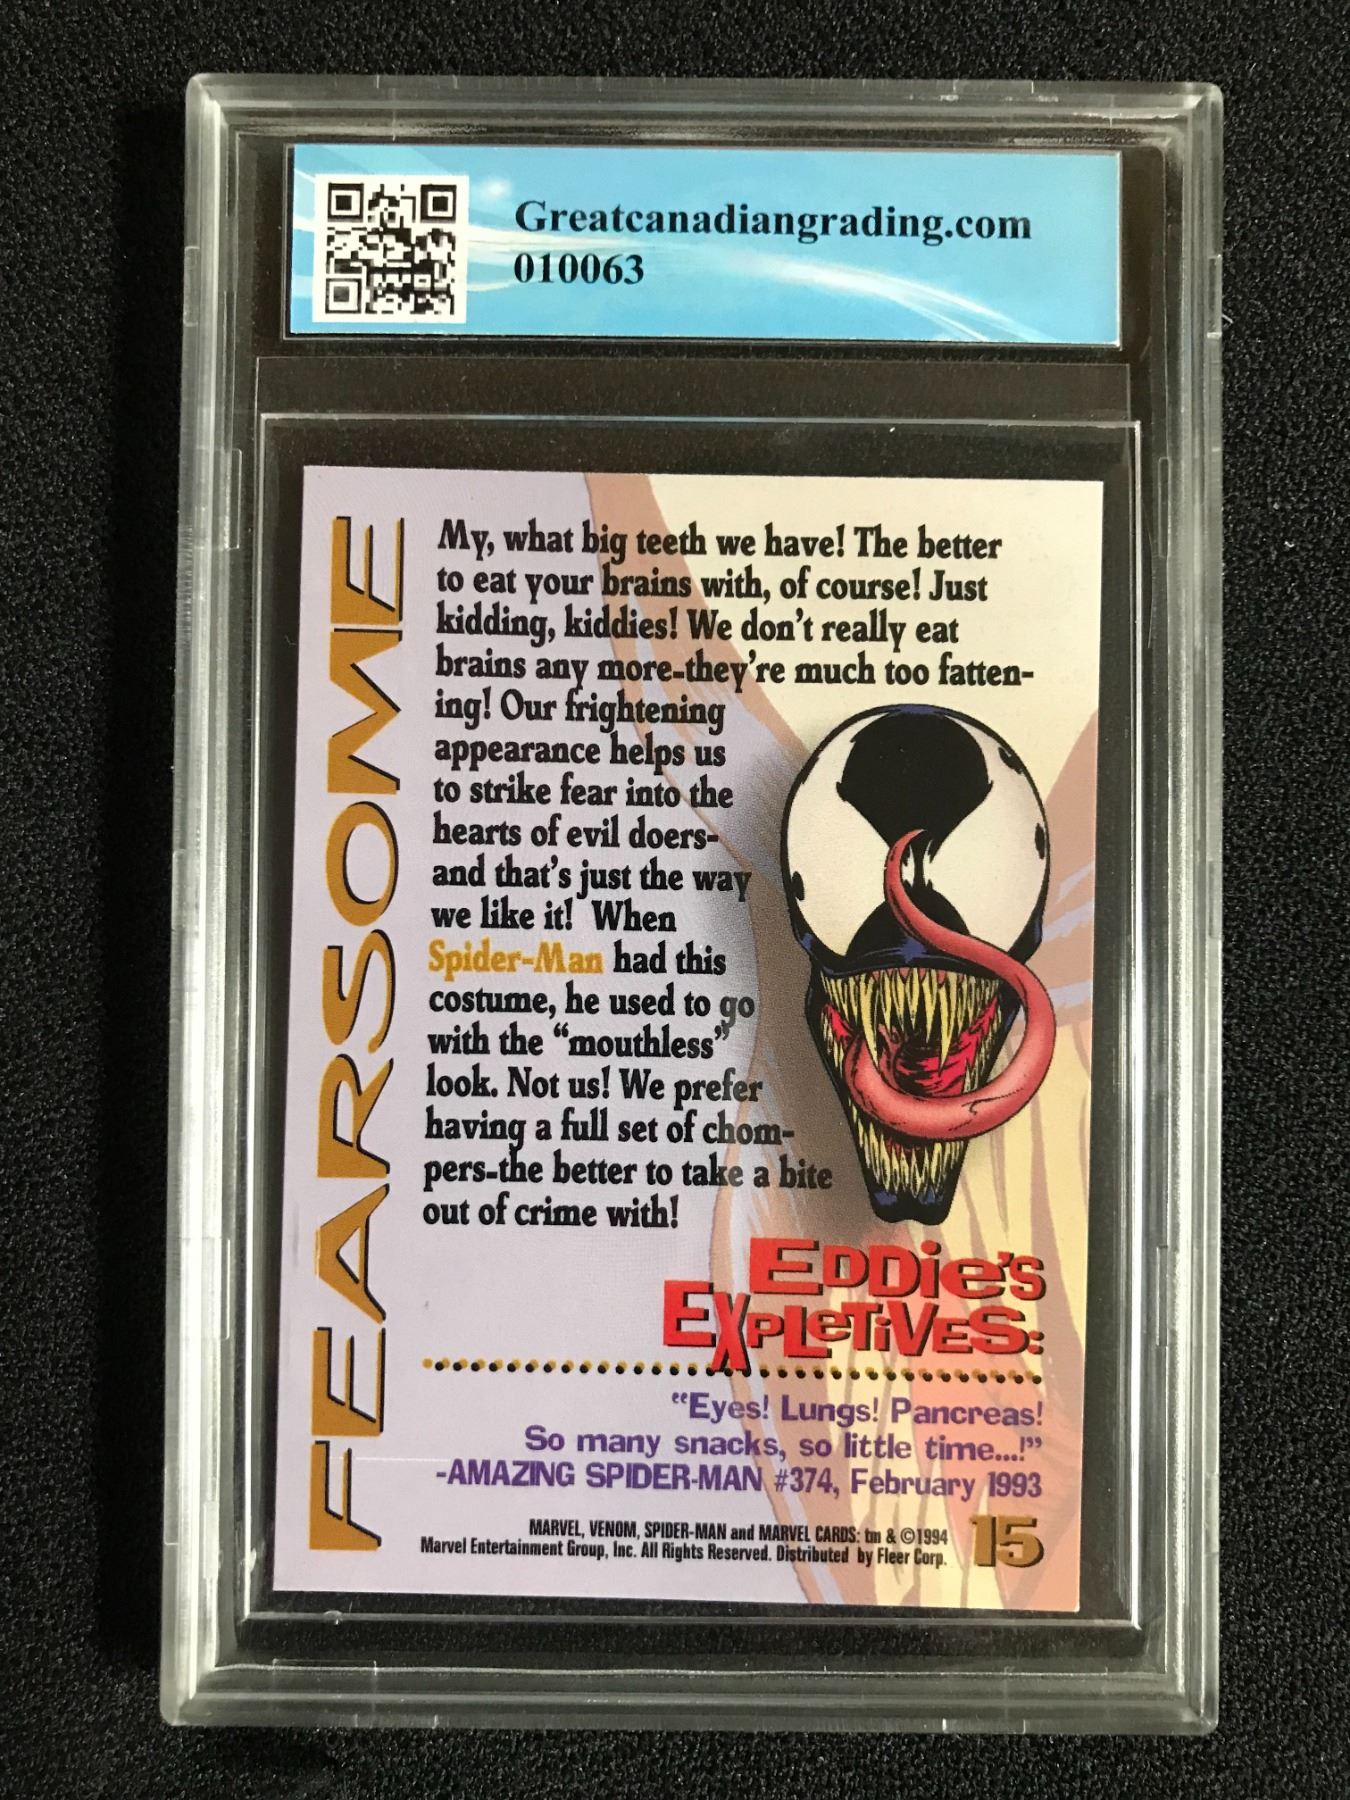 Greatcanadiangrading.com
010063
FEARSOME
My, what big teeth we have! The better
to eat your brains with, of course! Just
kidding, kiddies! We don't really eat
brains any more-they're much too fatten-
ing! Our frightening
appearance helps us
to strike fear into the
hearts of evil doers-
and that's just the way
we like it! When
Spider-Man had this
costume, he used to go
with the “mouthless”
look. Not us! We prefer
having a full set of chom-
pers-the better to take a bite
out of crime with!
EDDie's
EXPLeTiVES:
“Eyes! Lungs! Pancreas!
So many snacks, so little time...!”
-AMAZING SPIDER-MAN #374, February 1993
MARVEL, VENOM, SPIDER-MAN and MARVEL CARDS: tm & ©1994
Marvel Entertainment Group, Inc. All Rights Reserved. Distributed by Fleer Corp.
15